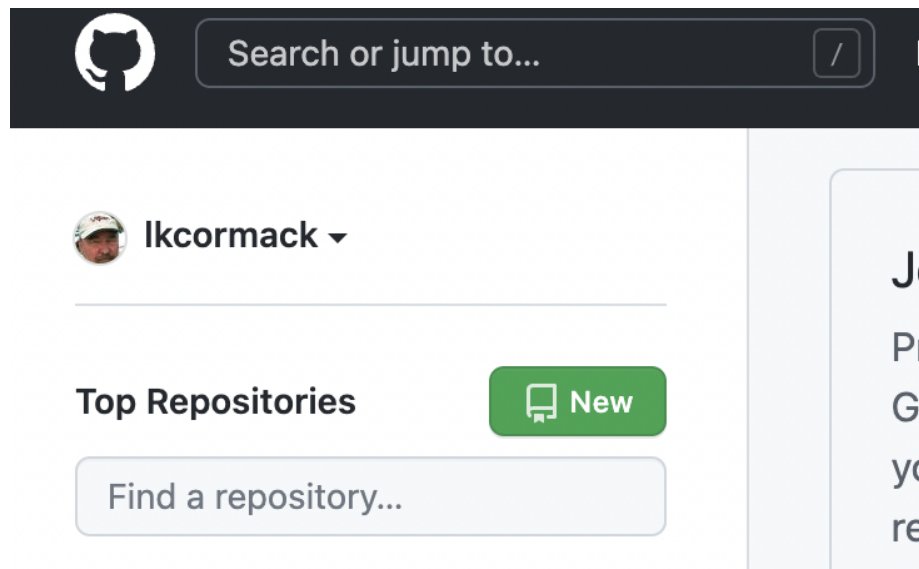 Search or jump to... /
lkcormack
Top Repositories
New
Find a repository...